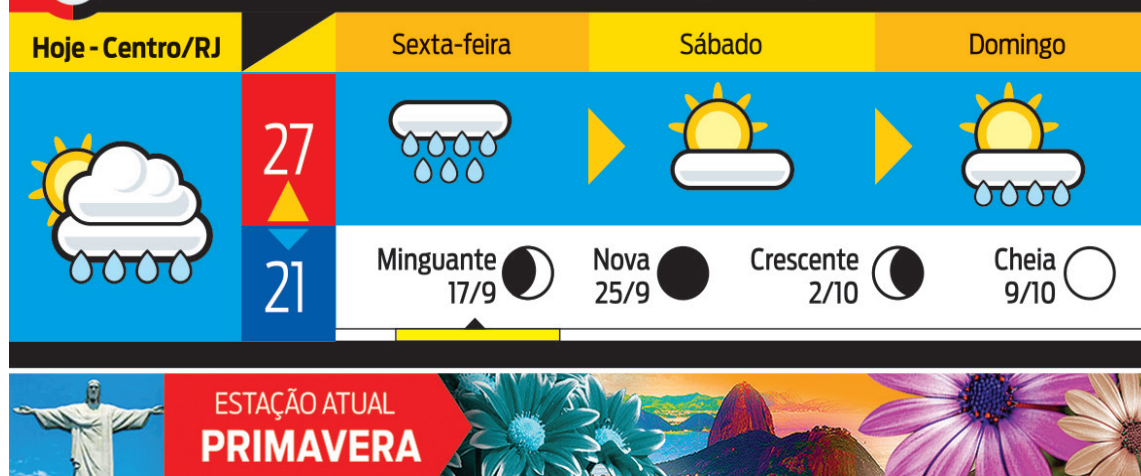 Hoje - Centro/RJ
Sexta-feira
Sábado
Domingo
27
21
Minguante
17/9
Nova
25/9
Crescente
2/10
Cheia
9/10
ESTAÇÃO ATUAL
PRIMAVERA